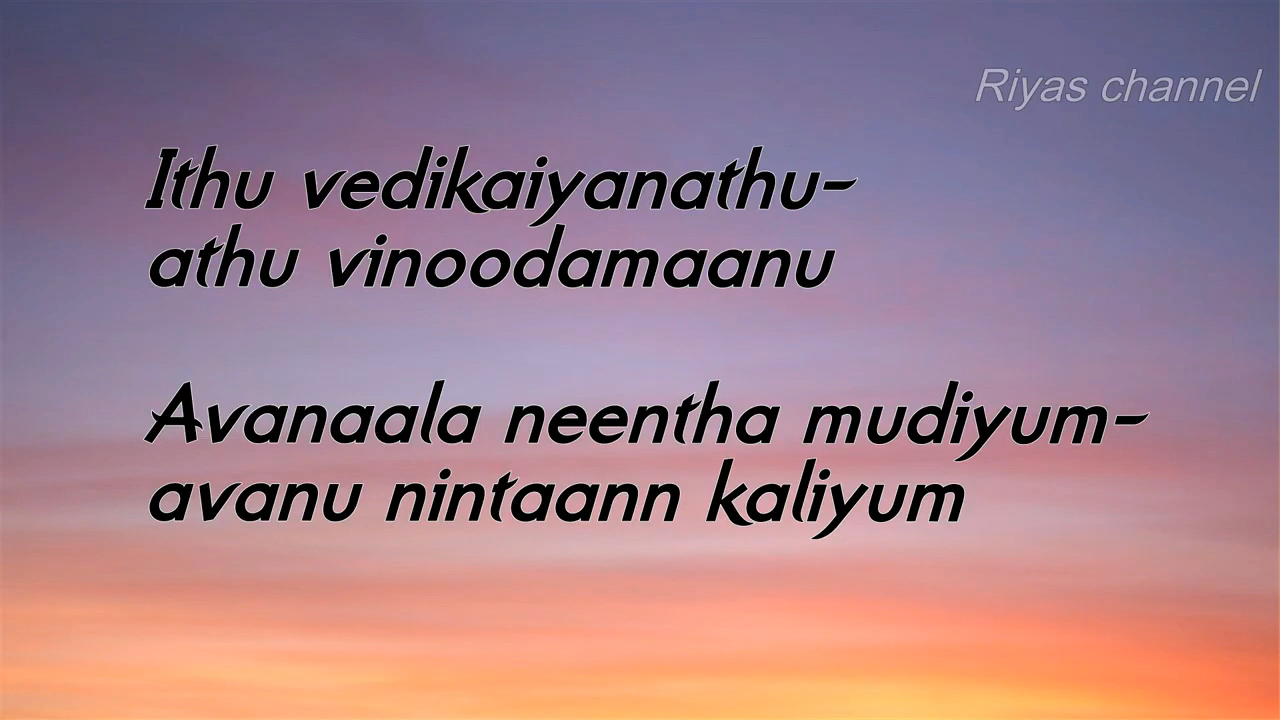 Riyas channel
Ithu vedikaiyanathu-
athu vinoodamaanu
Avanaala neentha mudiyum-
avanu nintaann kaliyum